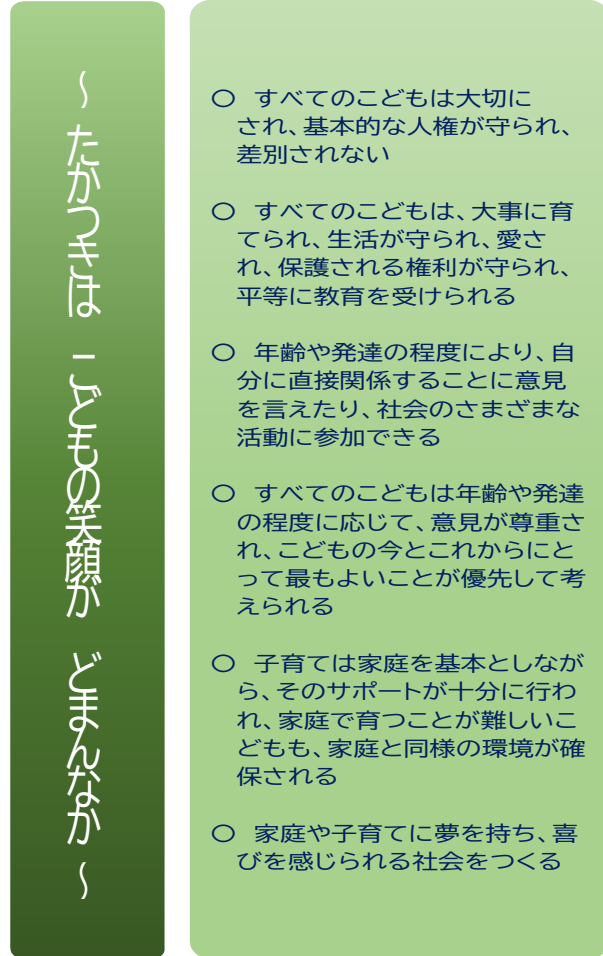 ～ たかつきは こどもの笑顔が どまんなか ～
○ すべてのこどもは大切に
され、基本的な人権が守られ、
差別されない
○ すべてのこどもは、大事に育
てられ、生活が守られ、愛さ
れ、保護される権利が守られ、
平等に教育を受けられる
○ 年齢や発達の程度により、自
分に直接関係することに意見
を言えたり、社会のさまざまな
活動に参加できる
○ すべてのこどもは年齢や発達
の程度に応じて、意見が尊重さ
れ、こどもの今とこれからにと
って最もよいことが優先して考
えられる
○ 子育ては家庭を基本としなが
ら、そのサポートが十分に行わ
れ、家庭で育つことが難しいこ
どもも、家庭と同様の環境が確
保される
○ 家庭や子育てに夢を持ち、喜
びを感じられる社会をつくる